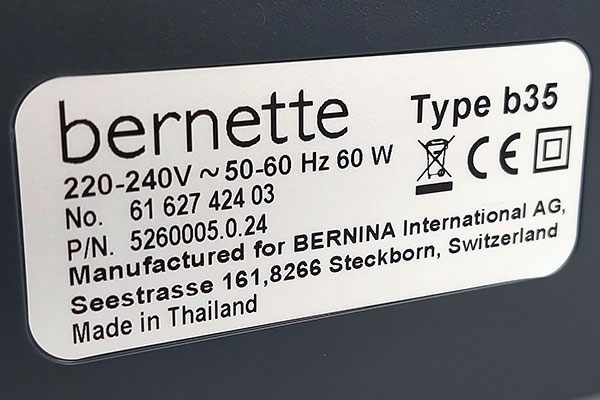 bernette
Type b35
220-240V ~ 50-60 Hz 60 W
No. 61 627 424 03
P/N. 5260005.0.24
Manufactured for BERNINA International AG,
Seestrasse 161,8266 Steckborn, Switzerland
Made in Thailand